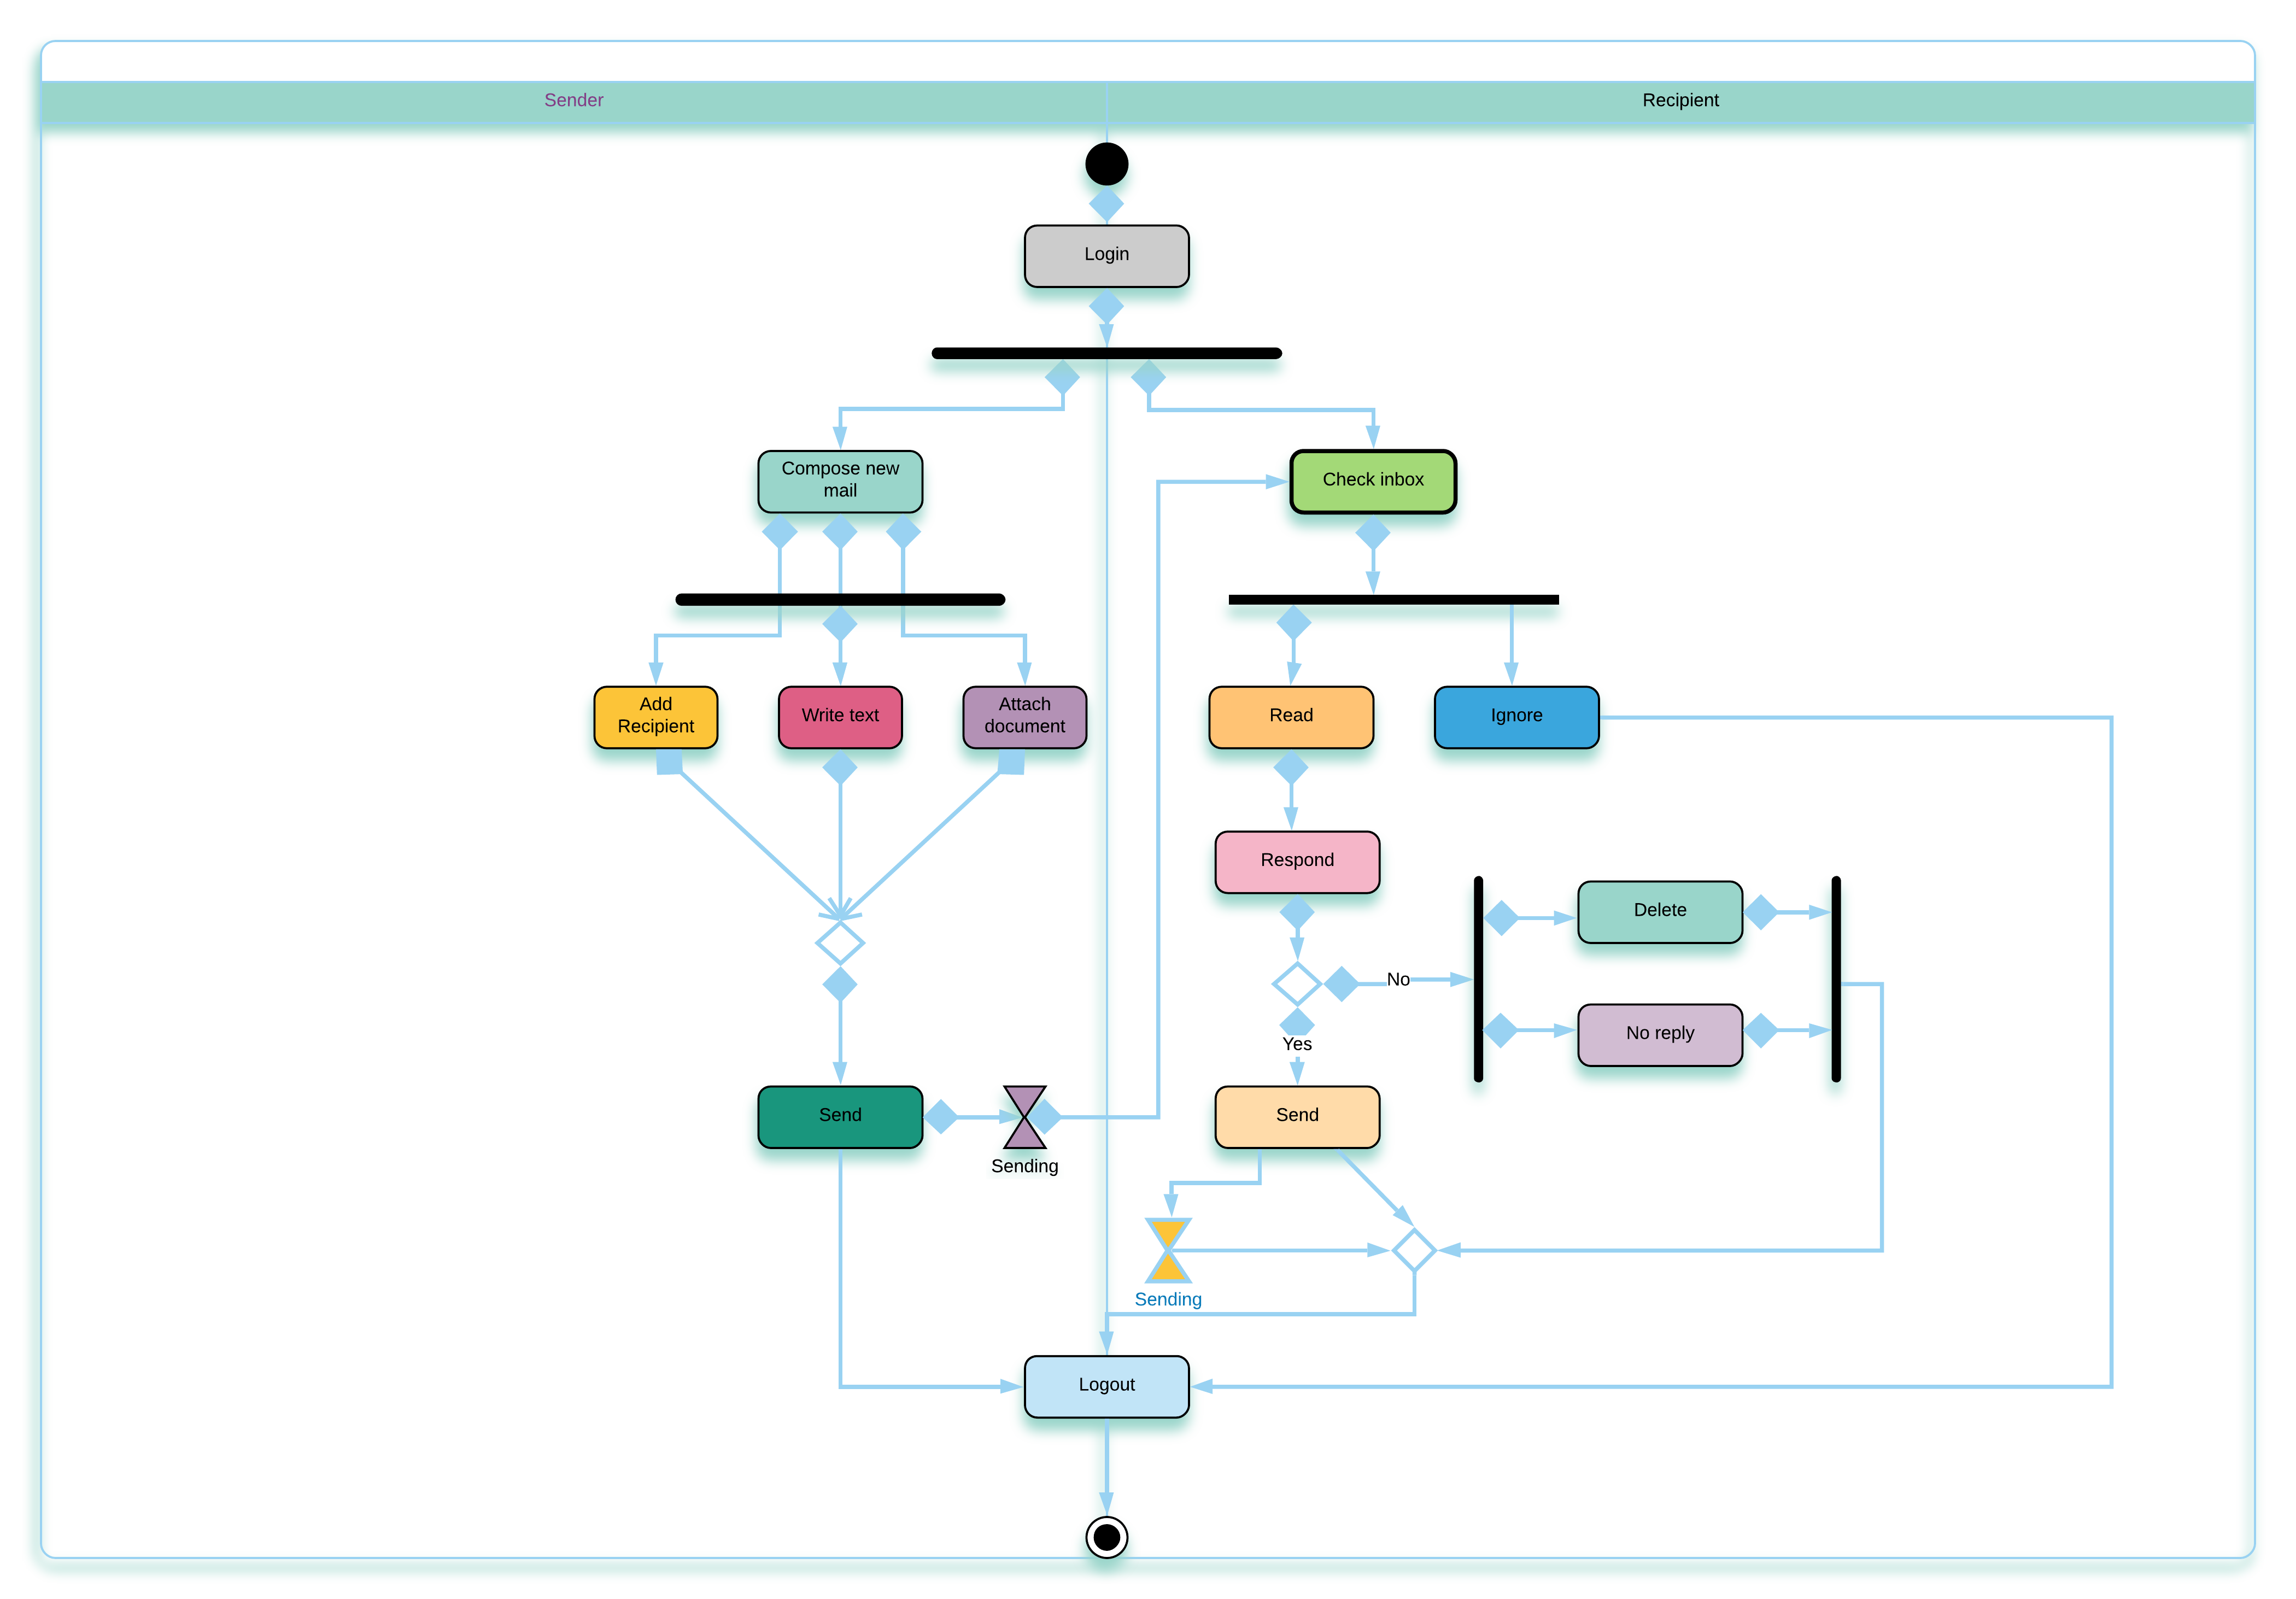 Sender
Recipient
Login
Compose new
mail
Check inbox
Add
Recipient
Write text
Attach
document
Read
Ignore
Respond
Delete
No
No reply
Yes
Send
Sending
Send
Sending
Logout